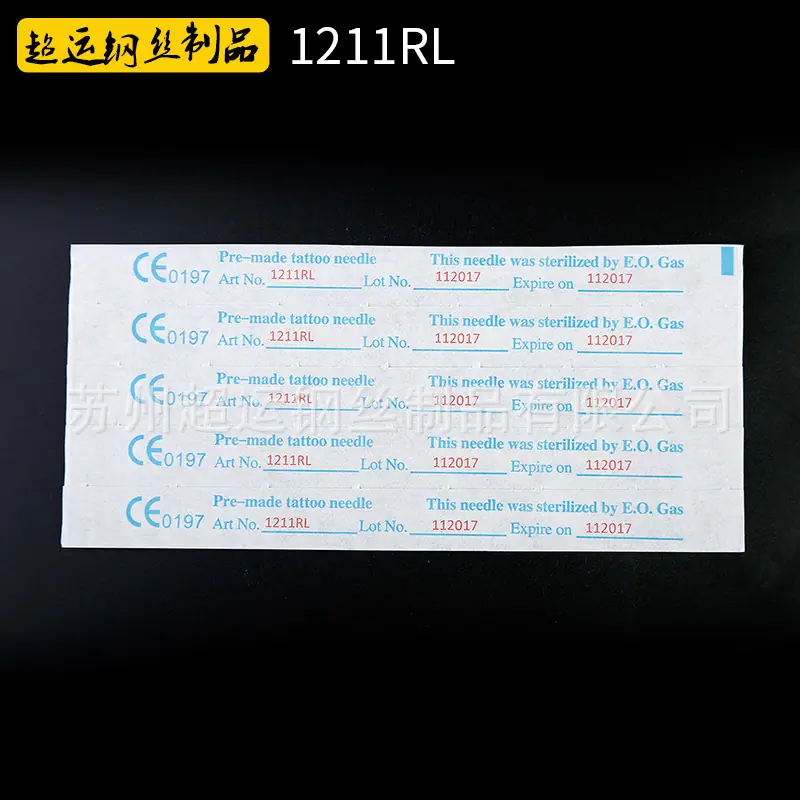 超运钢丝制品 1211RL
Pre-made tattoo needle This needle was sterilized by E.O. Gas
CE0197 Art No. 1211RL Lot No. 112017 Expire on 112017
Pre-made tattoo needle This needle was sterilized by E.O. Gas
CE0197 Art No. 1211RL Lot No. 112017 Expire on 112017
Pre-made tattoo needle This needle was sterilized by E.O. Gas
CE0197 Art No. 1211RL Lot No. 112017 Expire on 112017
苏州超运钢丝制品有限公司
Pre-made tattoo needle This needle was sterilized by E.O. Gas
CE0197 Art No. 1211RL Lot No. 112017 Expire on 112017
Pre-made tattoo needle This needle was sterilized by E.O. Gas
CE0197 Art No. 1211RL Lot No. 112017 Expire on 112017